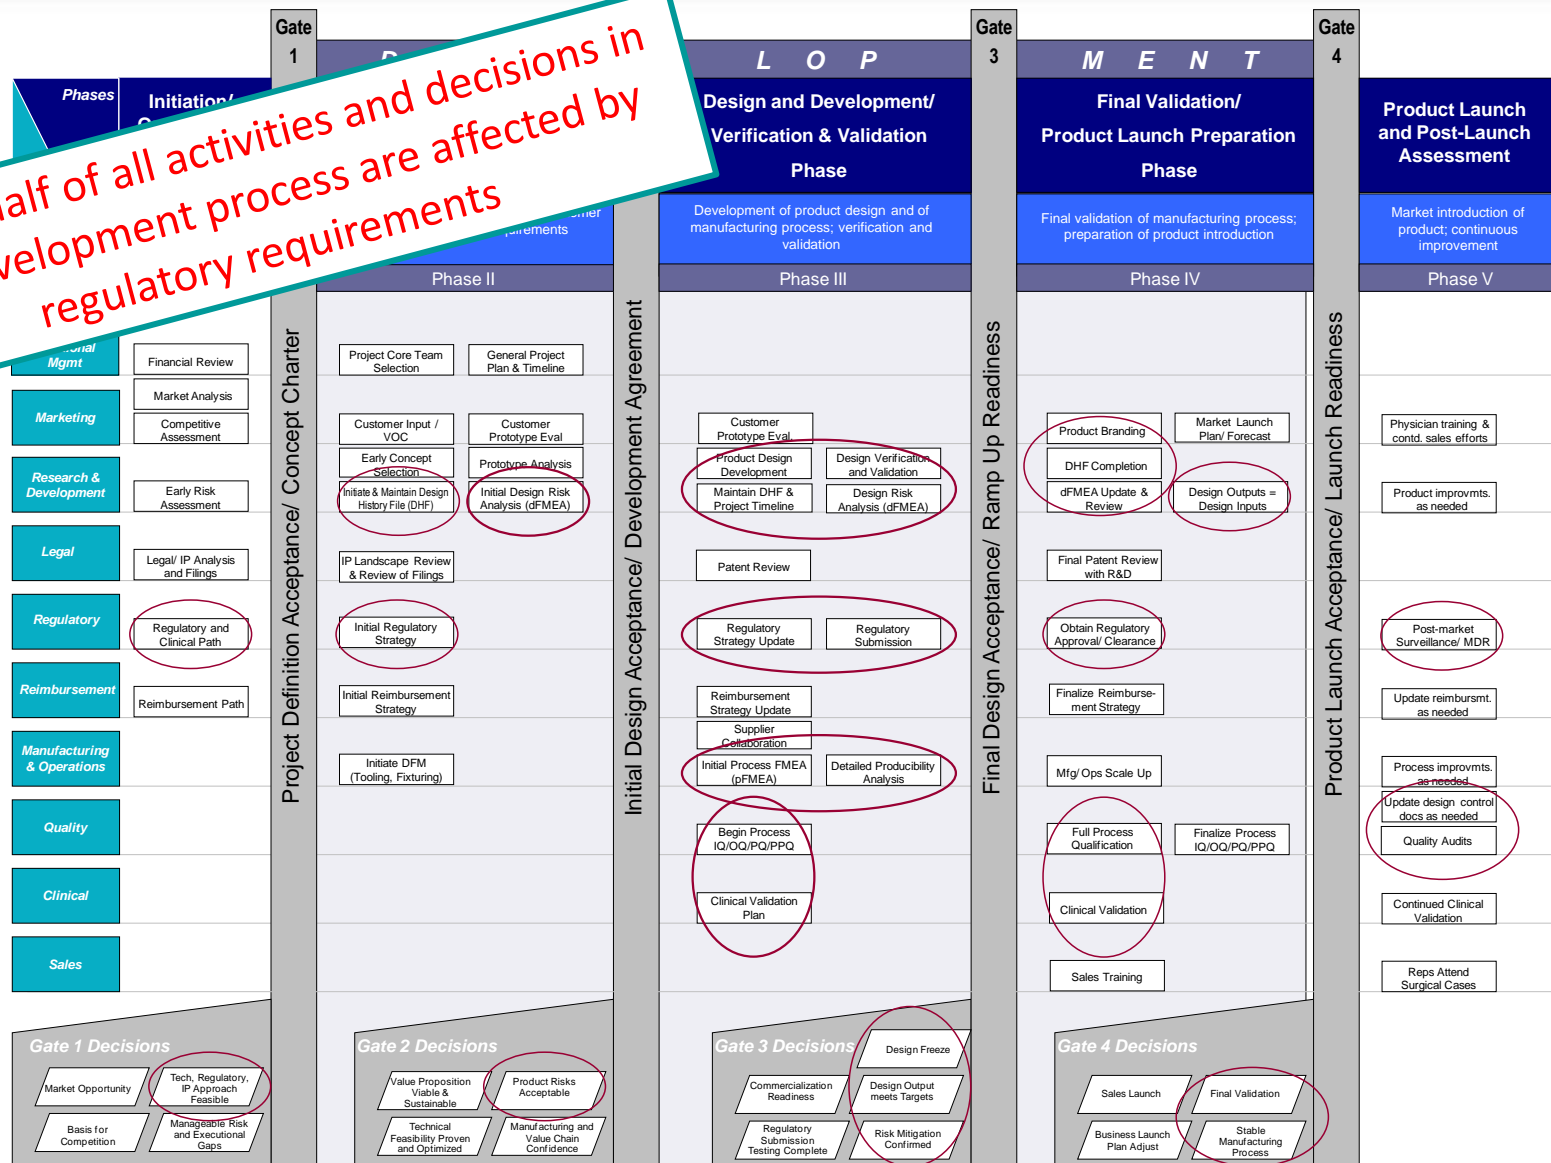 Gate
1
Gate
3
Gate
4
L O P
M E N T
Phases
Initiation/
half of all activities and decisions in
velopment process are affected by
regulatory requirements
Design and Development/
Verification & Validation
Phase
Final Validation/
Product Launch Preparation
Phase
Product Launch
and Post-Launch
Assessment
Development of product design and of
manufacturing process; verification and
validation
Final validation of manufacturing process;
preparation of product introduction
Market introduction of
product; continuous
improvement
Phase II
Phase III
Phase IV
Phase V
Project Definition Acceptance/ Concept Charter
Initial Design Acceptance/ Development Agreement
Final Design Acceptance/ Ramp Up Readiness
Product Launch Acceptance/ Launch Readiness
Mgmt
Financial Review
Project Core Team
Selection
General Project
Plan & Timeline
Marketing
Market Analysis
Competitive
Assessment
Customer Input /
VOC
Customer
Prototype Eval
Customer
Prototype Eval.
Product Branding
Market Launch
Plan/ Forecast
Physician training &
contd. sales efforts
Research &
Development
Early Risk
Assessment
Early Concept
Selection
Prototype Analysis
Initiate & Maintain Design
History File (DHF)
Initial Design Risk
Analysis (dFMEA)
Product Design
Development
Design Verification
and Validation
Maintain DHF &
Project Timeline
Design Risk
Analysis (dFMEA)
DHF Completion
dFMEA Update &
Review
Design Outputs =
Design Inputs
Product improvmts.
as needed
Legal
Legal/ IP Analysis
and Filings
IP Landscape Review
& Review of Filings
Patent Review
Final Patent Review
with R&D
Regulatory
Regulatory and
Clinical Path
Initial Regulatory
Strategy
Regulatory
Strategy Update
Regulatory
Submission
Obtain Regulatory
Approval/ Clearance
Post-market
Surveillance/ MDR
Reimbursement
Reimbursement Path
Initial Reimbursement
Strategy
Reimbursement
Strategy Update
Finalize Reimburse-
ment Strategy
Update reimbursmt.
as needed
Manufacturing
& Operations
Initiate DFM
(Tooling, Fixturing)
Supplier
Collaboration
Initial Process FMEA
(pFMEA)
Detailed Producibility
Analysis
Mfg/ Ops Scale Up
Process improvmts.
as needed
Quality
Begin Process
IQ/OQ/PQ/PPQ
Full Process
Qualification
Finalize Process
IQ/OQ/PQ/PPQ
Update design control
docs as needed
Quality Audits
Clinical
Clinical Validation
Plan
Clinical Validation
Continued Clinical
Validation
Sales
Sales Training
Reps Attend
Surgical Cases
Gate 1 Decisions
Market Opportunity
Tech, Regulatory,
IP Approach
Feasible
Basis for
Competition
Manageable Risk
and Executional
Gaps
Gate 2 Decisions
Value Proposition
Viable &
Sustainable
Product Risks
Acceptable
Technical
Feasibility Proven
and Optimized
Manufacturing and
Value Chain
Confidence
Gate 3 Decisions
Design Freeze
Commercialization
Readiness
Design Output
meets Targets
Regulatory
Submission
Testing Complete
Risk Mitigation
Confirmed
Gate 4 Decisions
Sales Launch
Final Validation
Business Launch
Plan Adjust
Stable
Manufacturing
Process